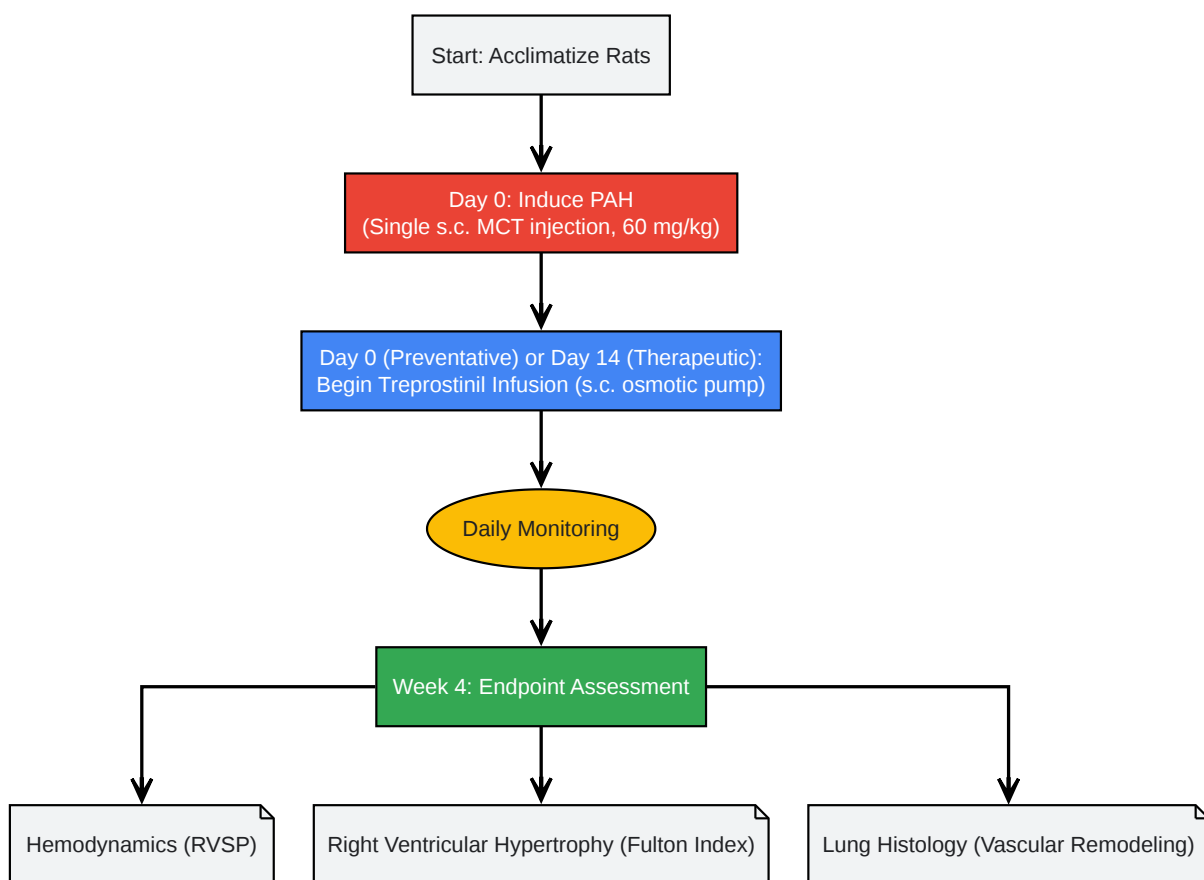 Start: Acclimatize Rats
Day 0: Induce PAH
(Single s.c. MCT injection, 60 mg/kg)
Day 0 (Preventative) or Day 14 (Therapeutic):
Begin Treprostinil Infusion (s.c. osmotic pump)
Daily Monitoring
Week 4: Endpoint Assessment
Hemodynamics (RVSP)
Right Ventricular Hypertrophy (Fulton Index)
Lung Histology (Vascular Remodeling)